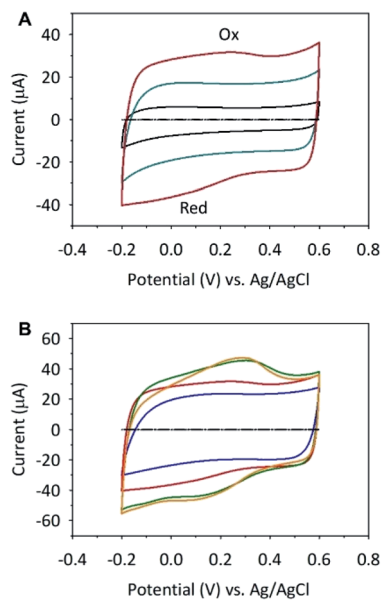 A
Ox
40
20
0
-20
-40
Red
Current (µA)
-0.4 -0.2 0.0 0.2 0.4 0.6 0.8
Potential (V) vs. Ag/AgCl
B
60
40
20
0
-20
-40
-60
Current (µA)
-0.4 -0.2 0.0 0.2 0.4 0.6 0.8
Potential (V) vs. Ag/AgCl